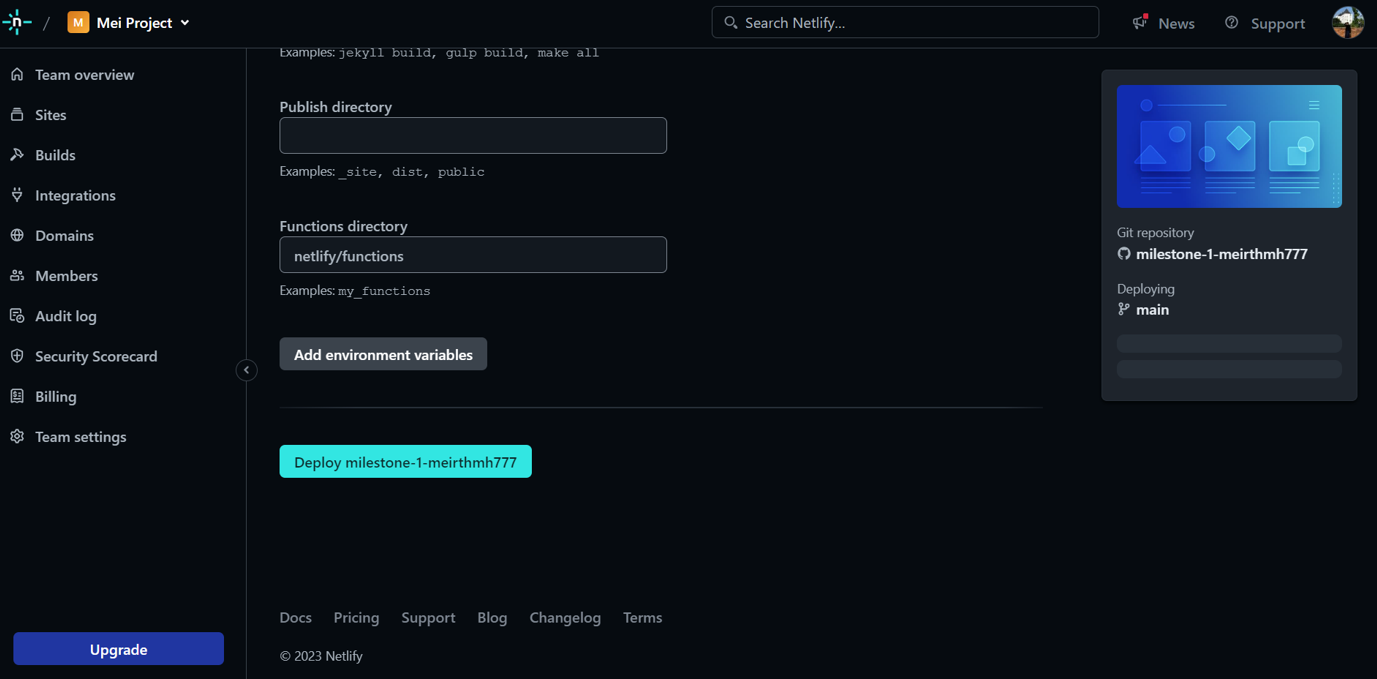 / M Mei Project
Search Netlify...
News
Support
Team overview
Sites
Builds
Integrations
Domains
Members
Audit log
Security Scorecard
Billing
Team settings
Upgrade
Examples: jekyll build, gulp build, make all
Publish directory
Examples: _site, dist, public
Functions directory
netlify/functions
Examples: my_functions
Add environment variables
Deploy milestone-1-meirthmh777
Git repository
milestone-1-meirthmh777
Deploying
main
Docs Pricing Support Blog Changelog Terms
© 2023 Netlify